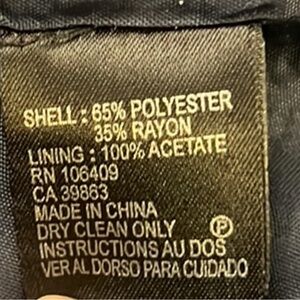 SHELL : 65% POLYESTER
35% RAYON
LINING : 100% ACETATE
RN 106409
CA 39863
MADE IN CHINA
DRY CLEAN ONLY Ⓟ
INSTRUCTIONS AU DOS
VER AL DORSO PARA CUIDADO